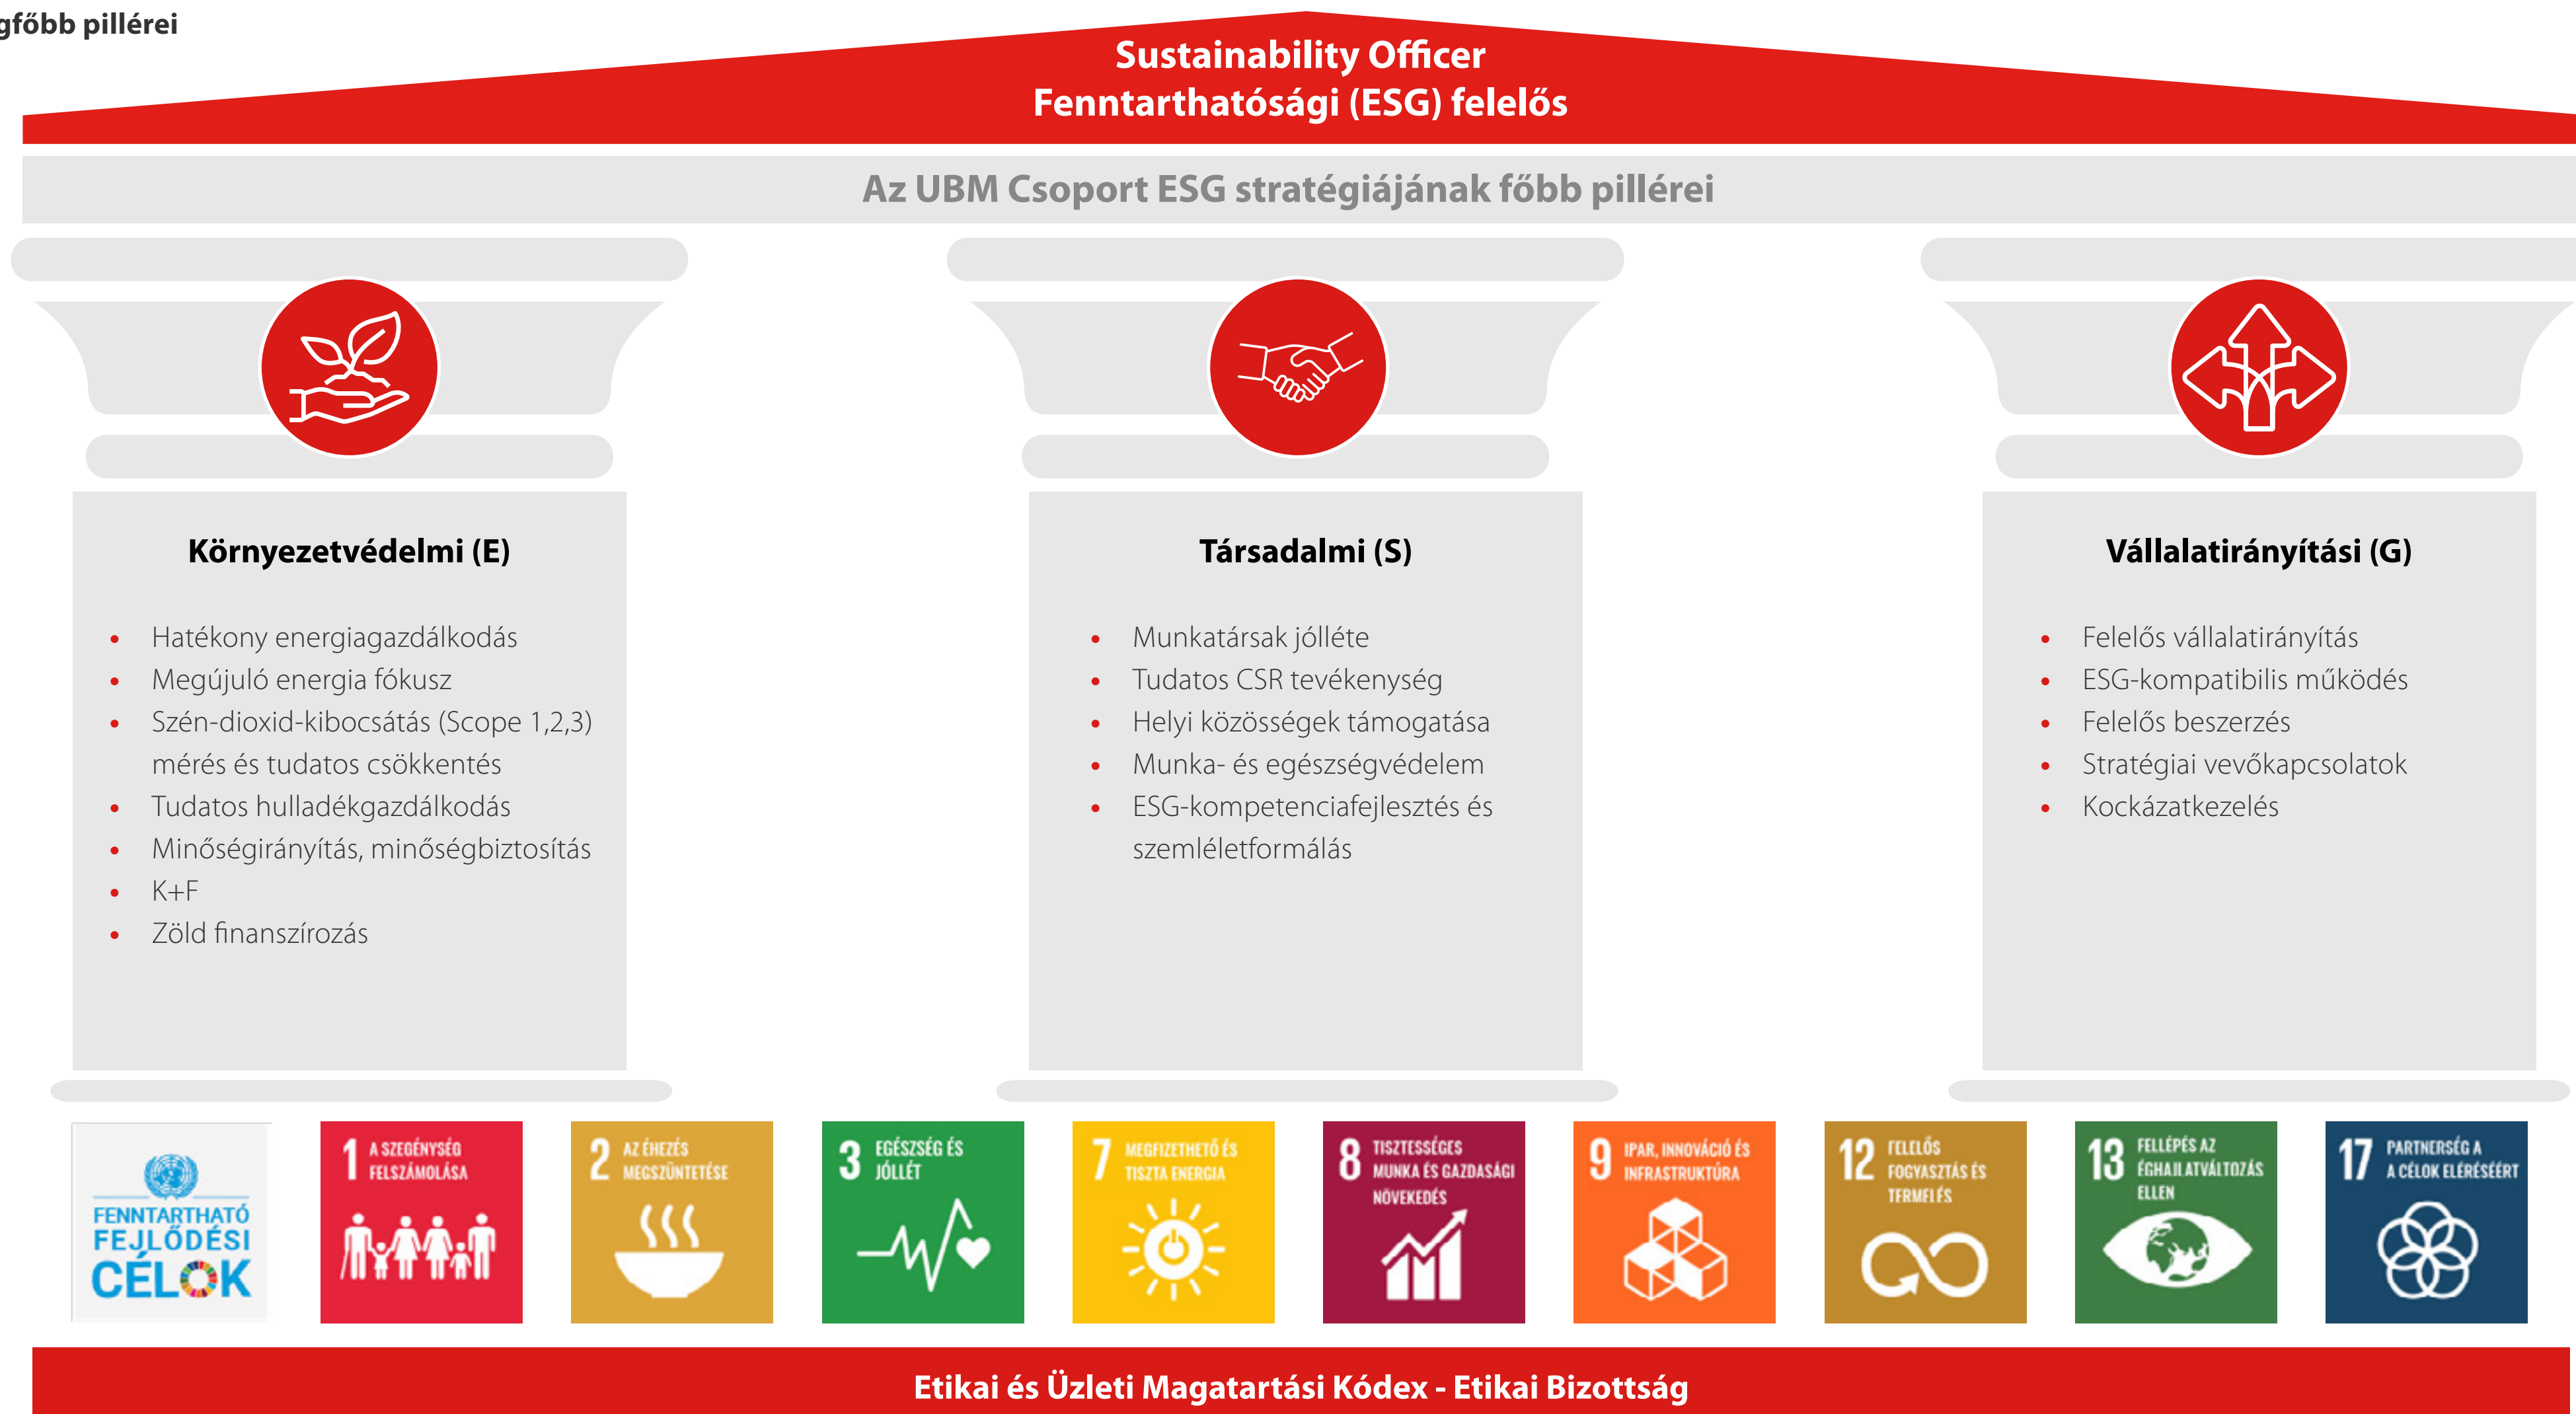 gfőbb pillérei
Sustainability Officer
Fenntarthatósági (ESG) felelős
Az UBM Csoport ESG stratégiájának főbb pillérei
Környezetvédelmi (E)
• Hatékony energiagazdálkodás
• Megújuló energia fókusz
• Szén-dioxid-kibocsátás (Scope 1,2,3)
mérés és tudatos csökkentés
• Tudatos hulladékgazdálkodás
• Minőségirányítás, minőségbiztosítás
• K+F
• Zöld finanszírozás
Társadalmi (S)
• Munkatársak jólléte
• Tudatos CSR tevékenység
• Helyi közösségek támogatása
• Munka- és egészségvédelem
• ESG-kompetenciafejlesztés és
szemléletformálás
Vállalatirányítási (G)
• Felelős vállalatirányítás
• ESG-kompatibilis működés
• Felelős beszerzés
• Stratégiai vevőkapcsolatok
• Kockázatkezelés
FENNTARTHATÓ
FEJLŐDÉSI
CÉLOK
1 A SZEGÉNYSÉG
FELSZÁMOLÁSA
2 AZ ÉHEZÉS
MEGSZÜNTETÉSE
3 EGÉSZSÉG ÉS
JÓLLÉT
7 MEGFIZETHETŐ ÉS
TISZTA ENERGIA
8 TISZTESSÉGES
MUNKA ÉS GAZDASÁGI
NÖVEKEDÉS
9 IPAR, INNOVÁCIÓ ÉS
INFRASTRUKTÚRA
12 FELELŐS
FOGYASZTÁS ÉS
TERMELÉS
13 FELLÉPÉS AZ
ÉGHAJLATVÁLTOZÁS
ELLEN
17 PARTNERSÉG A
A CÉLOK ELÉRÉSÉÉRT
Etikai és Üzleti Magatartási Kódex - Etikai Bizottság